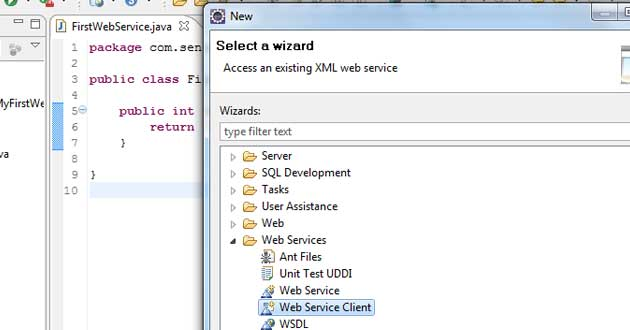 FirstWebService.java
1 package com.sen
2
3 public class Fi
4
5 public int
6 return
7 }
8
9 }
10
MyFirstWe
va
New
Select a wizard
Access an existing XML web service
Wizards:
type filter text
Server
SQL Development
Tasks
User Assistance
Web
Web Services
Ant Files
Unit Test UDDI
Web Service
Web Service Client
WSDL